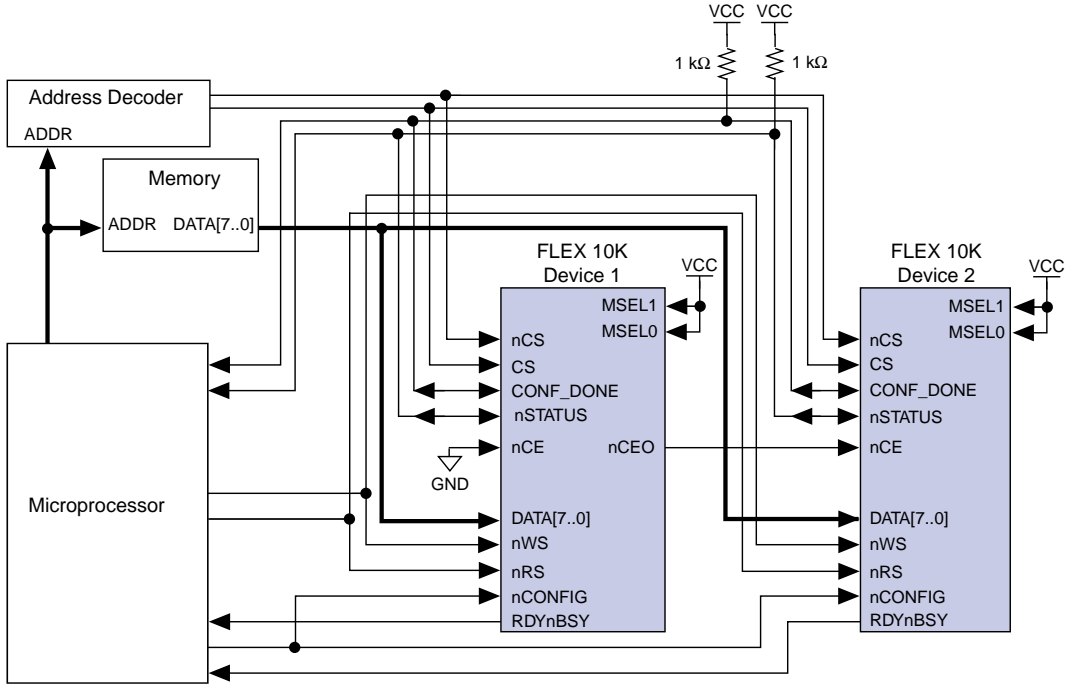 VCC VCC
1 kΩ 1 kΩ
Address Decoder
ADDR
Memory
ADDR DATA[7..0]
FLEX 10K
Device 1
VCC
MSEL1
MSEL0
nCS
CS
CONF_DONE
nSTATUS
nCE
nCEO
GND
DATA[7..0]
nWS
nRS
nCONFIG
RDYnBSY
FLEX 10K
Device 2
VCC
MSEL1
MSEL0
nCS
CS
CONF_DONE
nSTATUS
nCE
DATA[7..0]
nWS
nRS
nCONFIG
RDYnBSY
Microprocessor